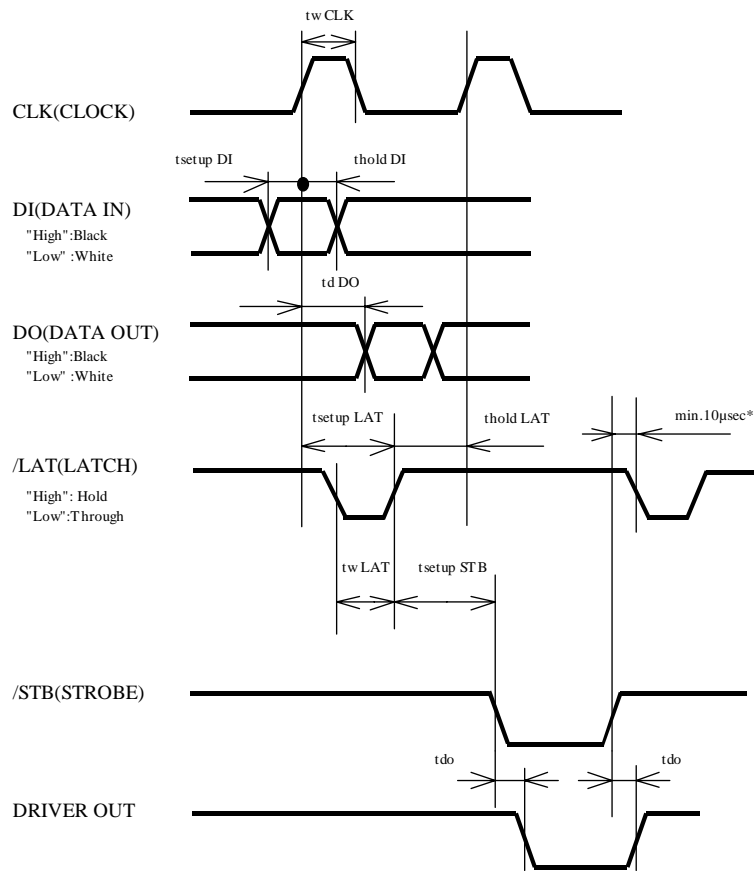 tw CLK
CLK(CLOCK)
tsetup DI
thold DI
DI(DATA IN)
"High":Black
"Low" :White
td DO
DO(DATA OUT)
"High":Black
"Low" :White
tsetup LAT
thold LAT
min.10µsec*
/LAT(LATCH)
"High": Hold
"Low":Through
tw LAT
tsetup STB
/STB(STROBE)
tdo
tdo
DRIVER OUT